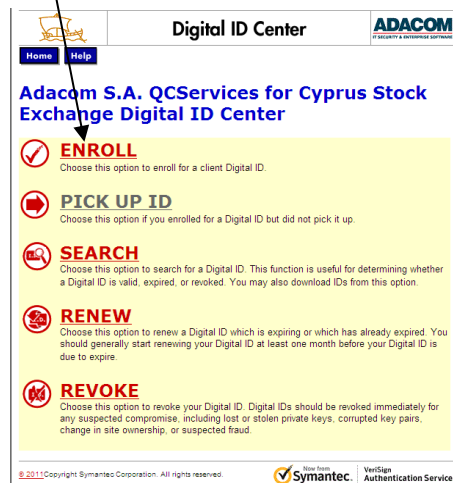 Digital ID Center
ADACOM
IT SECURITY & ENTERPRISE SOFTWARE
Home Help
Adacom S.A. QCServices for Cyprus Stock
Exchange Digital ID Center
ENROLL
Choose this option to enroll for a client Digital ID.
PICK UP ID
Choose this option if you enrolled for a Digital ID but did not pick it up.
SEARCH
Choose this option to search for a Digital ID. This function is useful for determining whether
a Digital ID is valid, expired, or revoked. You may also download IDs from this option.
RENEW
Choose this option to renew a Digital ID which is expiring or which has already expired. You
should generally start renewing your Digital ID at least one month before your Digital ID is
due to expire.
REVOKE
Choose this option to revoke your Digital ID. Digital IDs should be revoked immediately for
any suspected compromise, including lost or stolen private keys, corrupted key pairs,
change in site ownership, or suspected fraud.
© 2011Copyright Symantec Corporation. All rights reserved.
Now from
Symantec.
VeriSign
Authentication Service